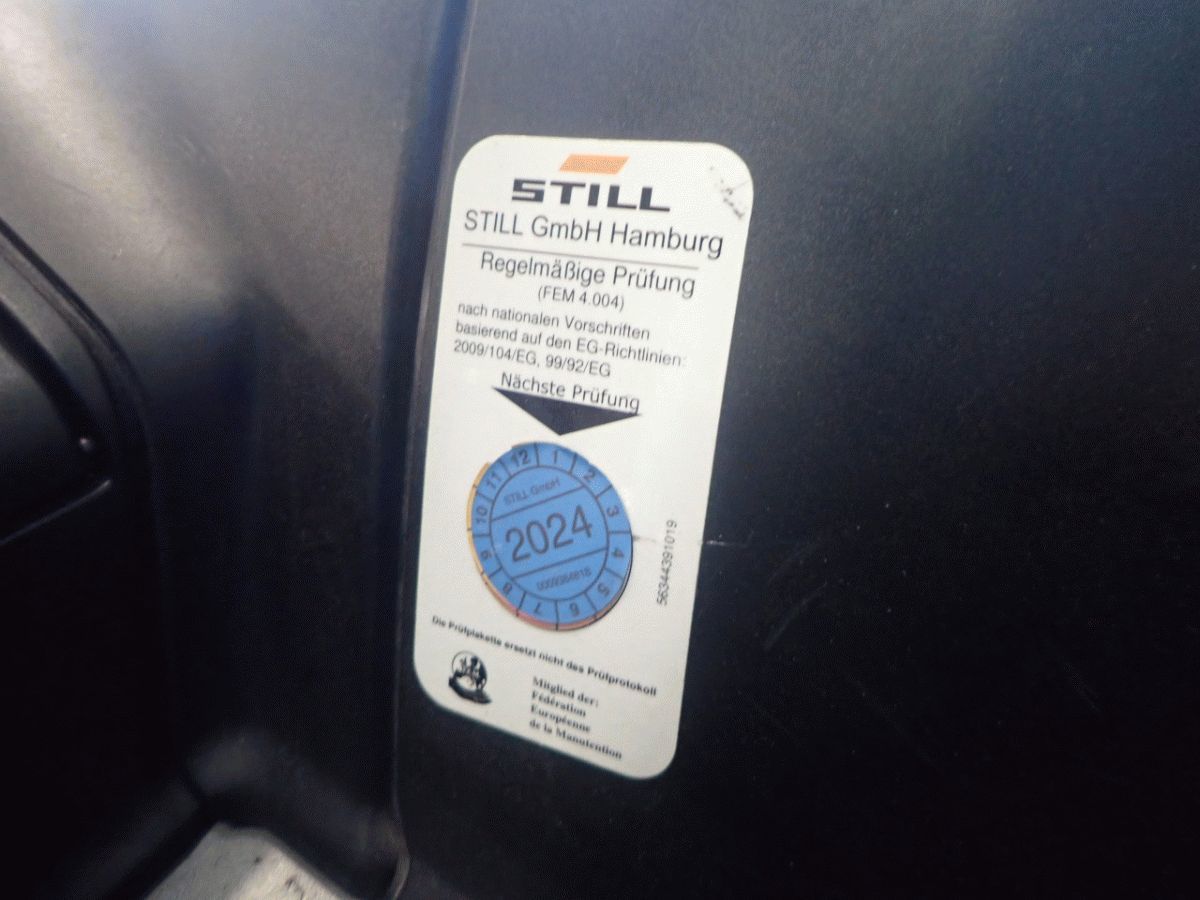 STILL
STILL GmbH Hamburg
Regelmäßige Prüfung
(FEM 4.004)
nach nationalen Vorschriften
basierend auf den EG-Richtlinien:
2009/104/EG, 99/92/EG
Nächste Prüfung
12 1 2 3 4 5 6 7 8 9 10 11
STILL GmbH
2024
56344391019
Die Prüfplakette ersetzt nicht das Prüfprotokoll
Mitglied der:
Fédération
Européenne
de la Manutention